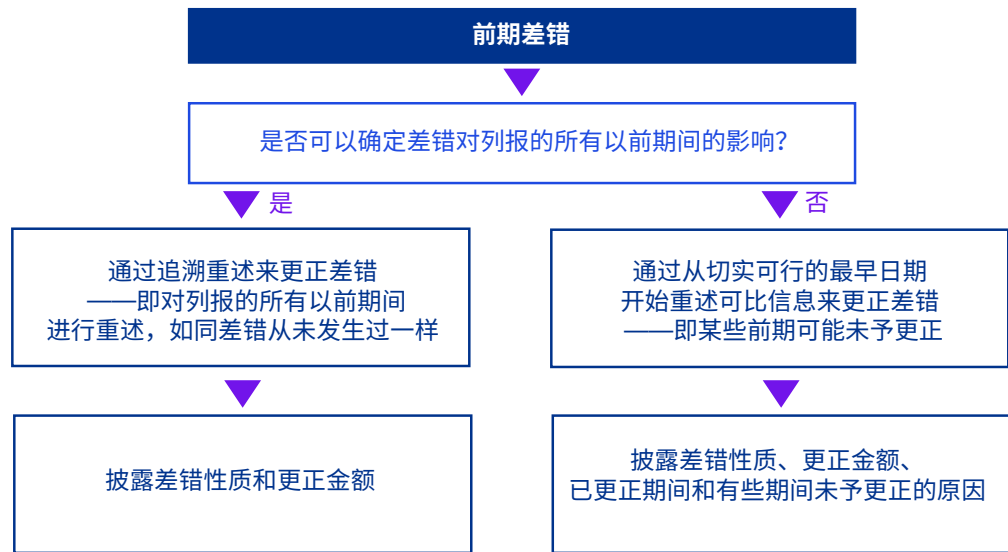 前期差错
是否可以确定差错对列报的所有以前期间的影响？
是
否
通过追溯重述来更正差错
——即对列报的所有以前期间
进行重述，如同差错从未发生过一样
通过从切实可行的最早日期
开始重述可比信息来更正差错
——即某些前期可能未予更正
披露差错性质和更正金额
披露差错性质、更正金额、
已更正期间和有些期间未予更正的原因